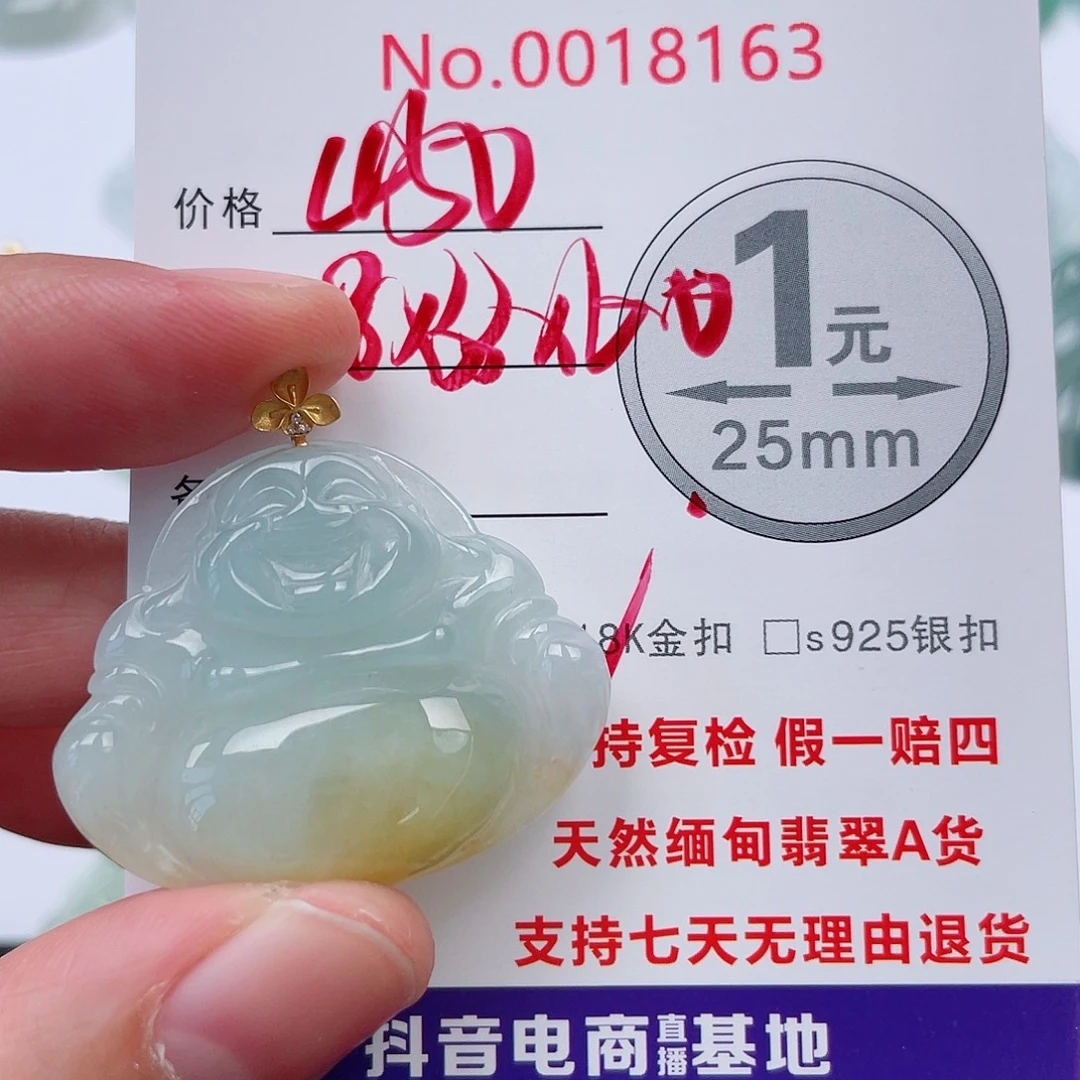 No.0018163
价格
1元
25mm
18K金扣 □s925银扣
持复检 假一赔四
天然缅甸翡翠A货
支持七天无理由退货
抖音电商直播基地